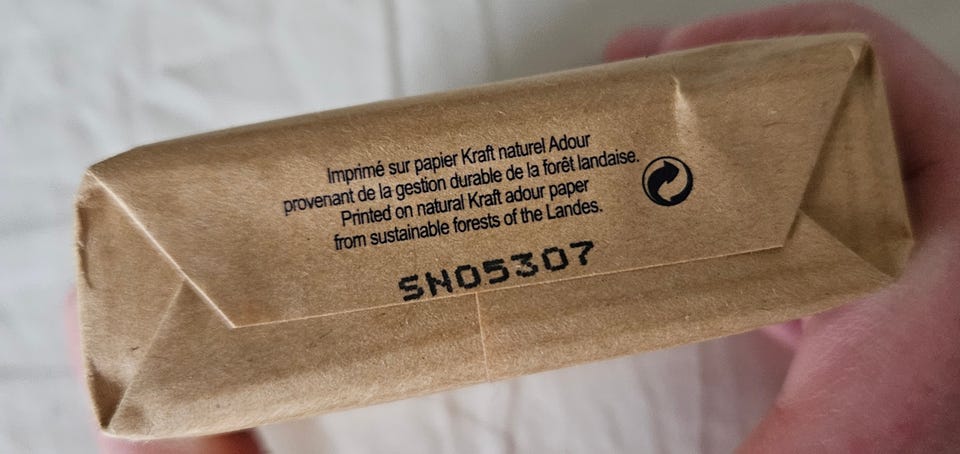 Imprimé sur papier Kraft naturel Adour
provenant de la gestion durable de la forêt landaise.
Printed on natural Kraft adour paper
from sustainable forests of the Landes.
SN05307